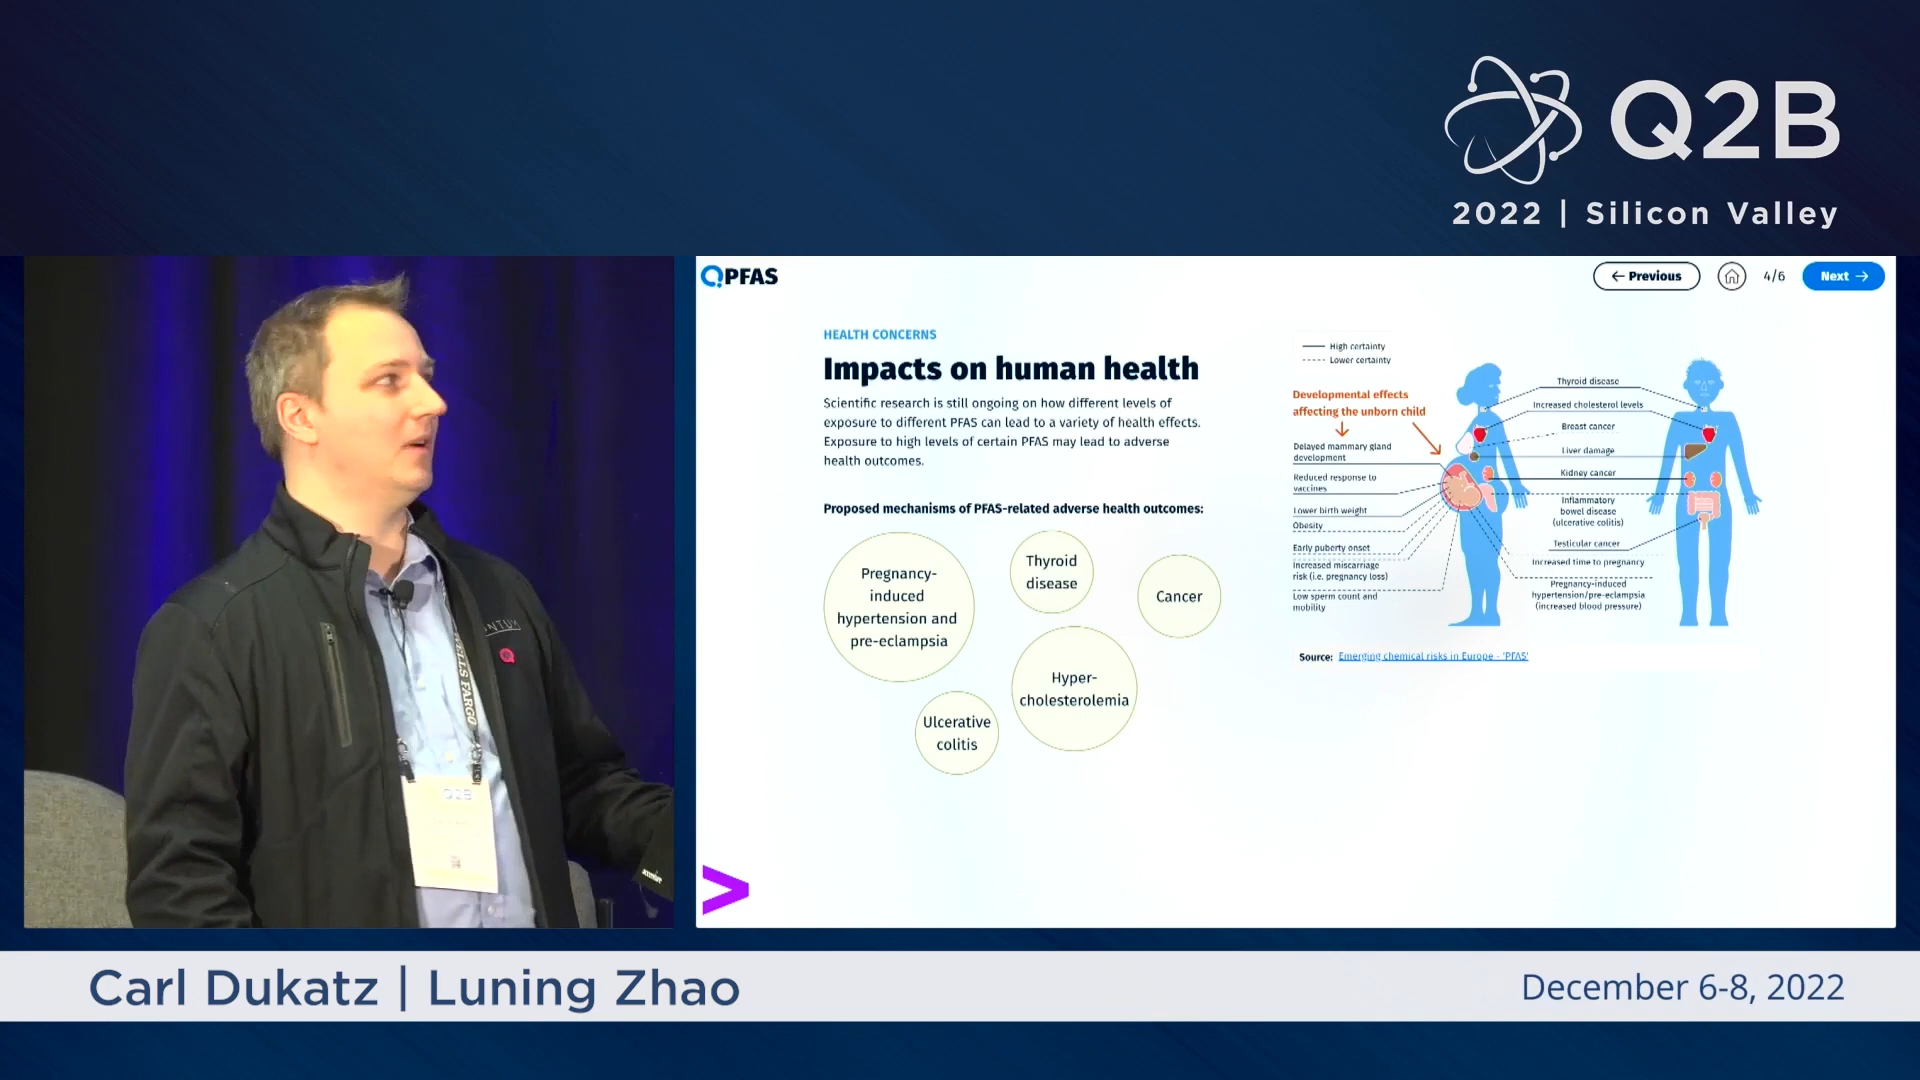 Q2B
2022 | Silicon Valley
QPFAS
← Previous
4/6
Next →
HEALTH CONCERNS
Impacts on human health
Scientific research is still ongoing on how different levels of
exposure to different PFAS can lead to a variety of health effects.
Exposure to high levels of certain PFAS may lead to adverse
health outcomes.
Proposed mechanisms of PFAS-related adverse health outcomes:
Pregnancy-
induced
hypertension and
pre-eclampsia
Thyroid
disease
Cancer
Hyper-
cholesterolemia
Ulcerative
colitis
High certainty
Lower certainty
Developmental effects
affecting the unborn child
Delayed mammary gland
development
Reduced response to
vaccines
Lower birth weight
Obesity
Early puberty onset
Increased miscarriage
risk (i.e. pregnancy loss)
Low sperm count and
mobility
Thyroid disease
Increased cholesterol levels
Breast cancer
Liver damage
Kidney cancer
Inflammatory
bowel disease
(ulcerative colitis)
Testicular cancer
Increased time to pregnancy
Pregnancy-induced
hypertension/pre-eclampsia
(increased blood pressure)
Source: Emerging chemical risks in Europe - 'PFAS'
>
WELLS FARGO
Q2B
accenture
Carl Dukatz | Luning Zhao
December 6-8, 2022